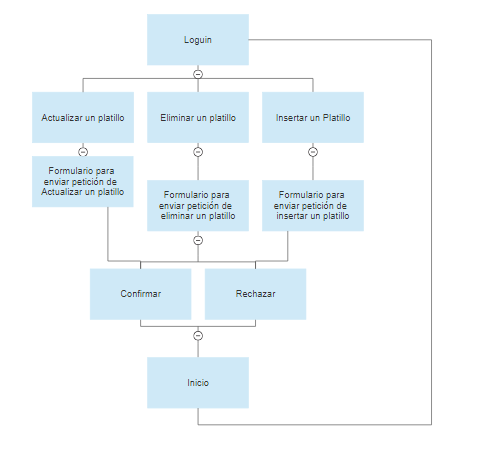 Loguin
Actualizar un platillo
Eliminar un platillo
Insertar un Platillo
Formulario para
enviar petición de
Actualizar un platillo
Formulario para
enviar petición de
eliminar un platillo
Formulario para
enviar petición de
insertar un platillo
Confirmar
Rechazar
Inicio